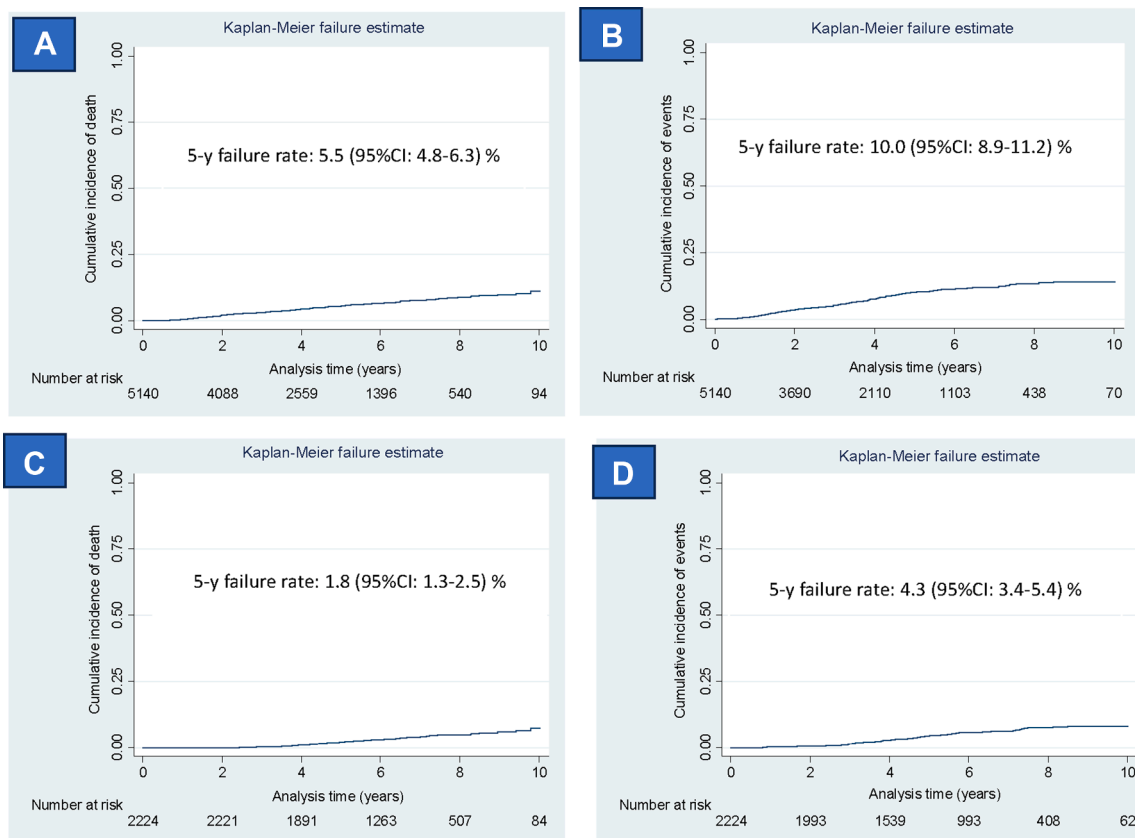 A
Kaplan-Meier failure estimate
Cumulative incidence of death
1.00
0.75
0.50
0.25
0.00
5-y failure rate: 5.5 (95%CI: 4.8-6.3) %
0 2 4 6 8 10
Analysis time (years)
Number at risk
5140 4088 2559 1396 540 94
B
Kaplan-Meier failure estimate
Cumulative incidence of events
1.00
0.75
0.50
0.25
0.00
5-y failure rate: 10.0 (95%CI: 8.9-11.2) %
0 2 4 6 8 10
Analysis time (years)
Number at risk
5140 3690 2110 1103 438 70
C
Kaplan-Meier failure estimate
Cumulative incidence of death
1.00
0.75
0.50
0.25
0.00
5-y failure rate: 1.8 (95%CI: 1.3-2.5) %
0 2 4 6 8 10
Analysis time (years)
Number at risk
2224 2221 1891 1263 507 84
D
Kaplan-Meier failure estimate
Cumulative incidence of events
1.00
0.75
0.50
0.25
0.00
5-y failure rate: 4.3 (95%CI: 3.4-5.4) %
0 2 4 6 8 10
Analysis time (years)
Number at risk
2224 1993 1539 993 408 62